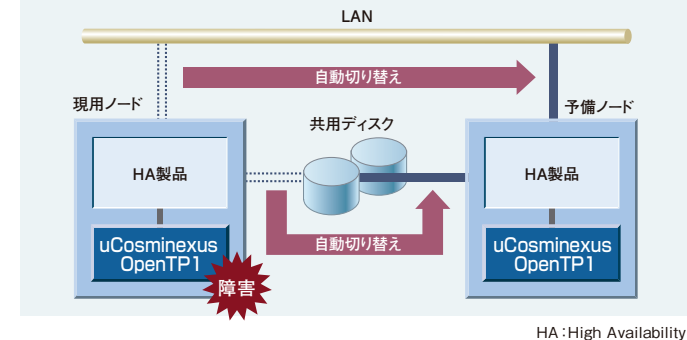 LAN
自動切り替え
現用ノード
予備ノード
共用ディスク
HA製品
HA製品
自動切り替え
uCosminexus
OpenTP1
uCosminexus
OpenTP1
障害
HA:High Availability